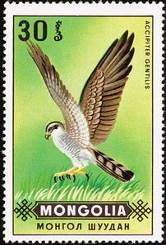 30
ACCIPITER GENTILIS
MONGOLIA
МОНГОЛ ШУУДАН